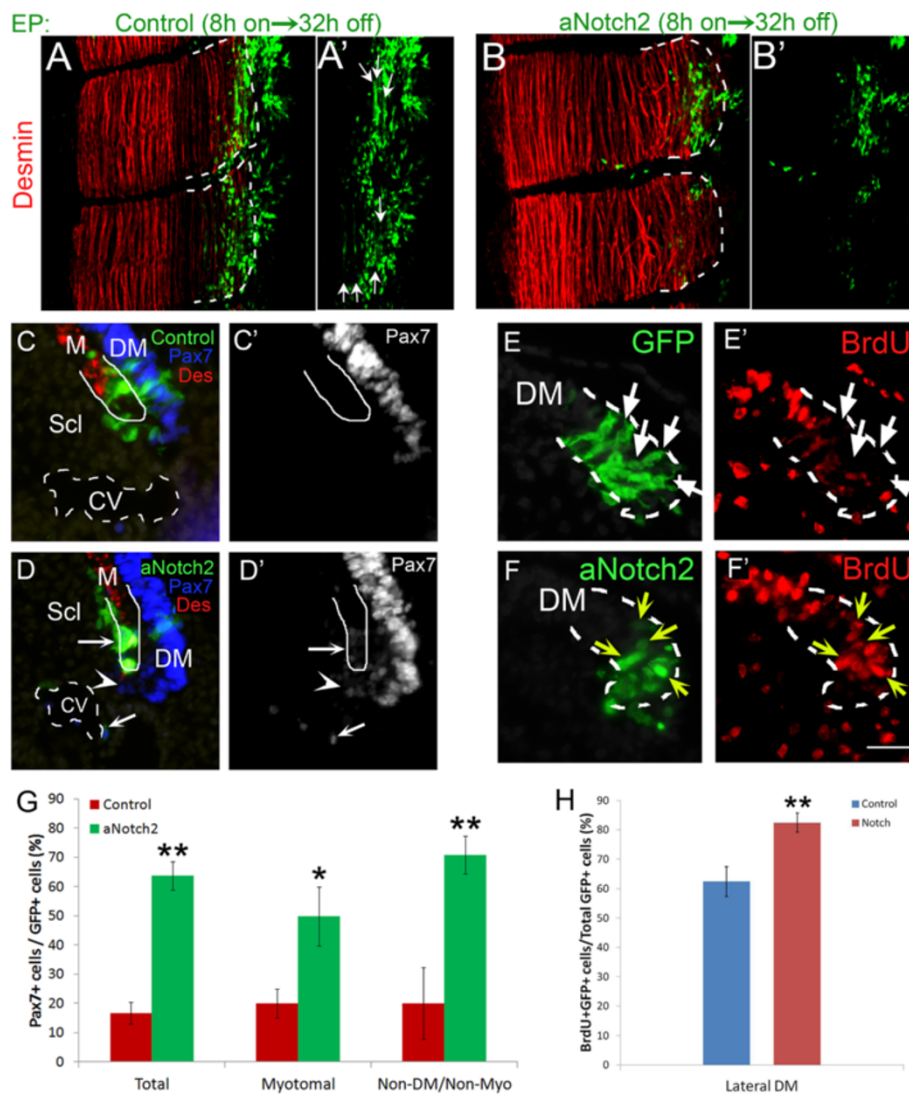 EP: Control (8h on→32h off) aNotch2 (8h on→32h off)
Desmin
A A' B B'
C M DM Control Pax7 Des Scl CV
C' Pax7
E GFP DM
E' BrdU
D M aNotch2 Pax7 Des Scl DM CV
D' Pax7
F aNotch2 DM
F' BrdU
G
Control
aNotch2
Pax7+ cells / GFP+ cells (%)
90
80
70
60
50
40
30
20
10
0
** * **
Total Myotomal Non-DM/Non-Myo
H
Control
Notch
BrdU+GFP+ cells/Total GFP+ cells (%)
90
80
70
60
50
40
30
20
10
0
**
Lateral DM